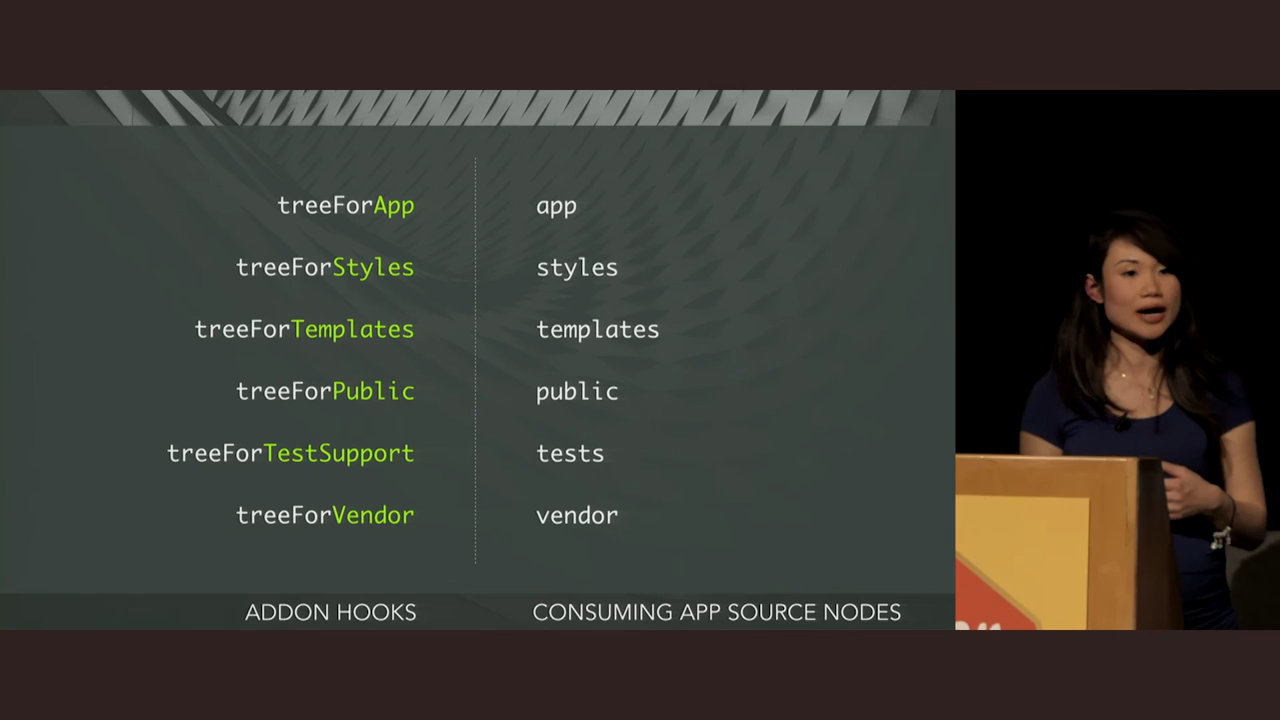 treeForApp app
treeForStyles styles
treeForTemplates templates
treeForPublic public
treeForTestSupport tests
treeForVendor vendor
ADDON HOOKS CONSUMING APP SOURCE NODES